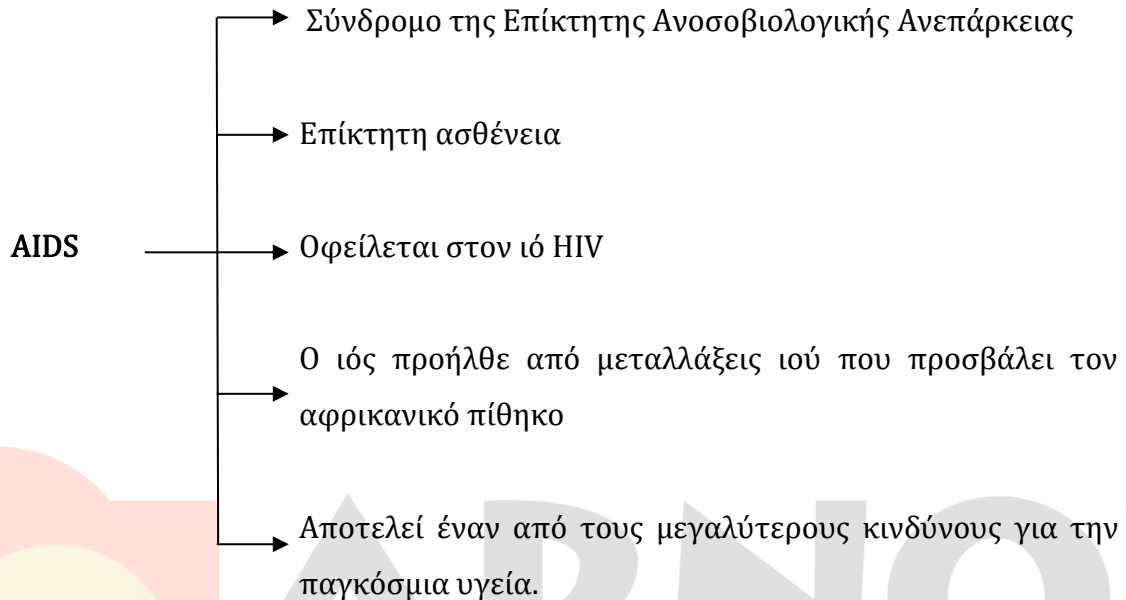 Σύνδρομο της Επίκτητης Ανοσοβιολογικής Ανεπάρκειας
Επίκτητη ασθένεια
AIDS
Οφείλεται στον ιό HIV
Ο ιός προήλθε από μεταλλάξεις ιού που προσβάλει τον
αφρικανικό πίθηκο
Αποτελεί έναν από τους μεγαλύτερους κινδύνους για την
παγκόσμια υγεία.